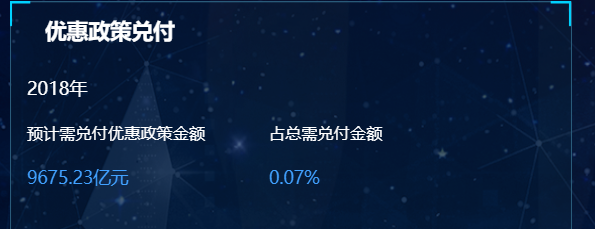 优惠政策兑付
2018年
预计需兑付优惠政策金额
占总需兑付金额
9675.23亿元
0.07%